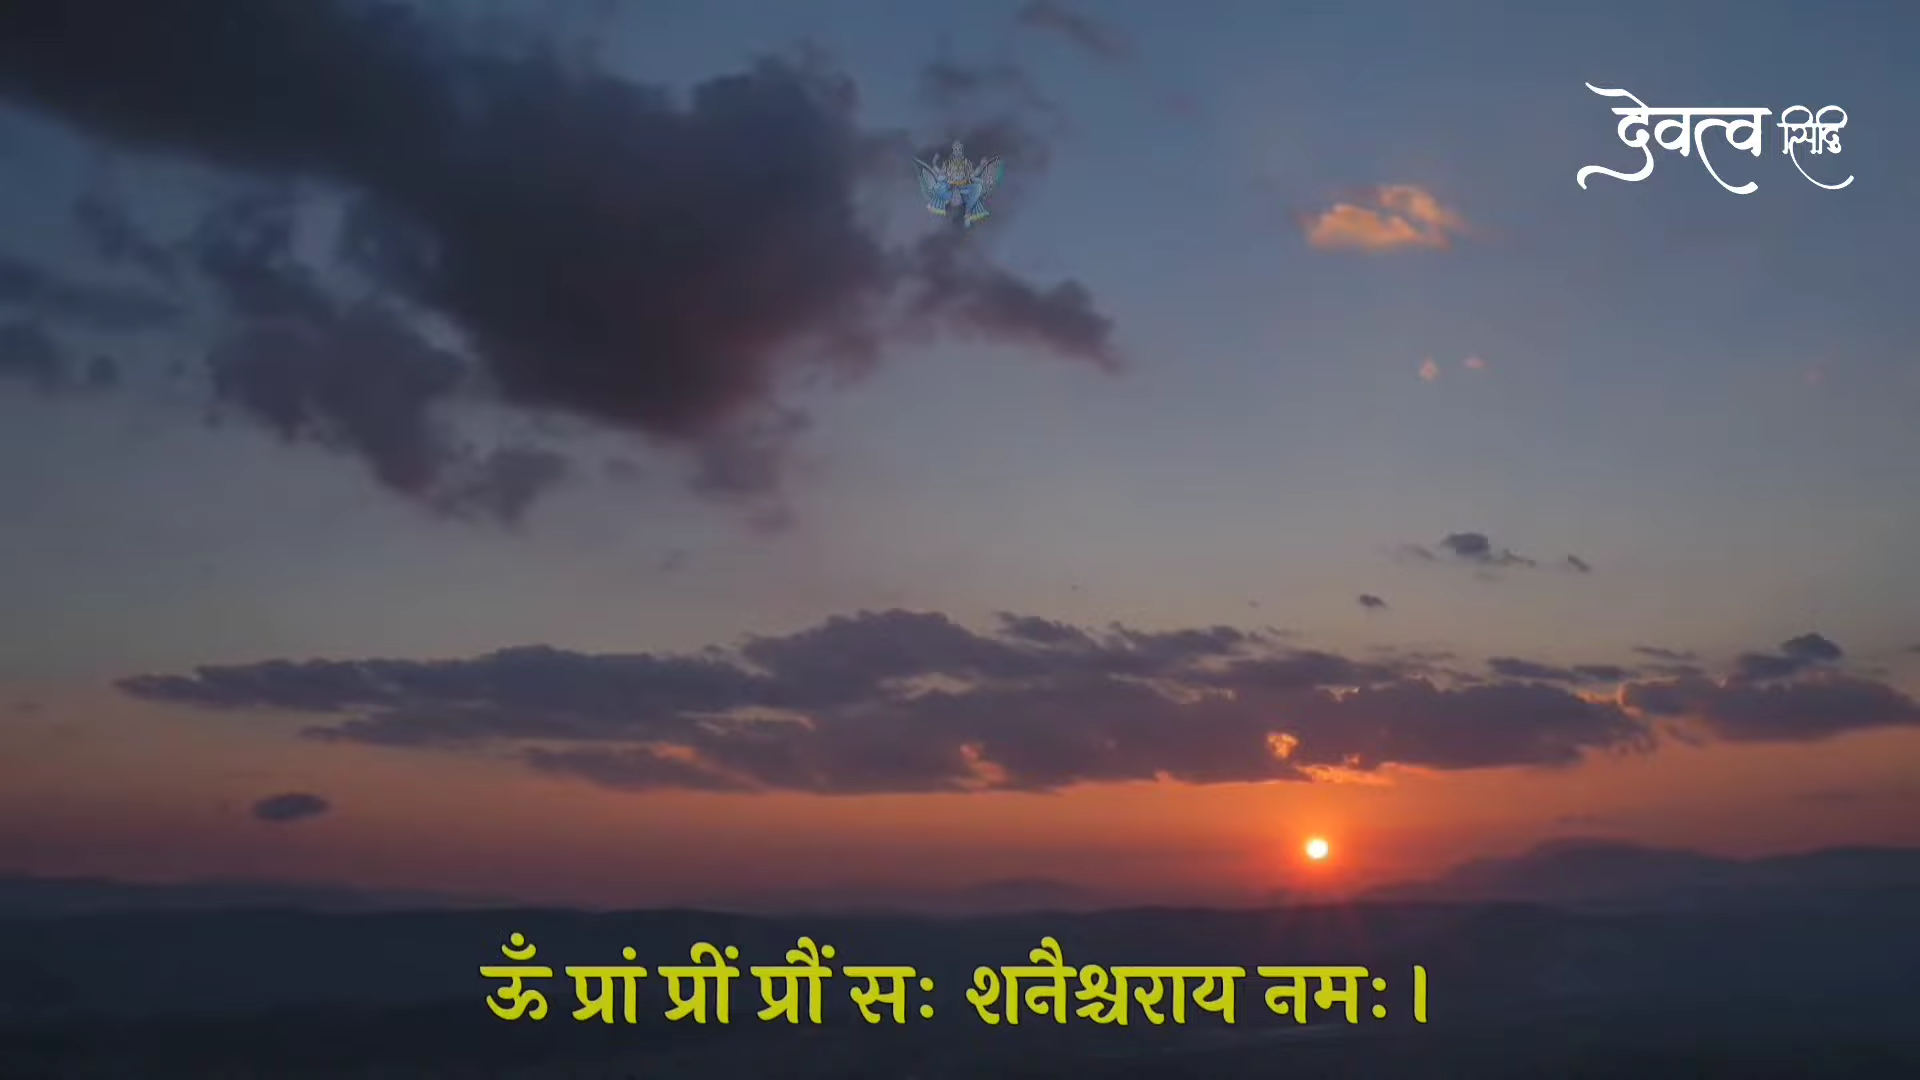 देवत्व सिद्धि
ऊँ प्रां प्रीं प्रौं सः शनैश्चराय नमः।